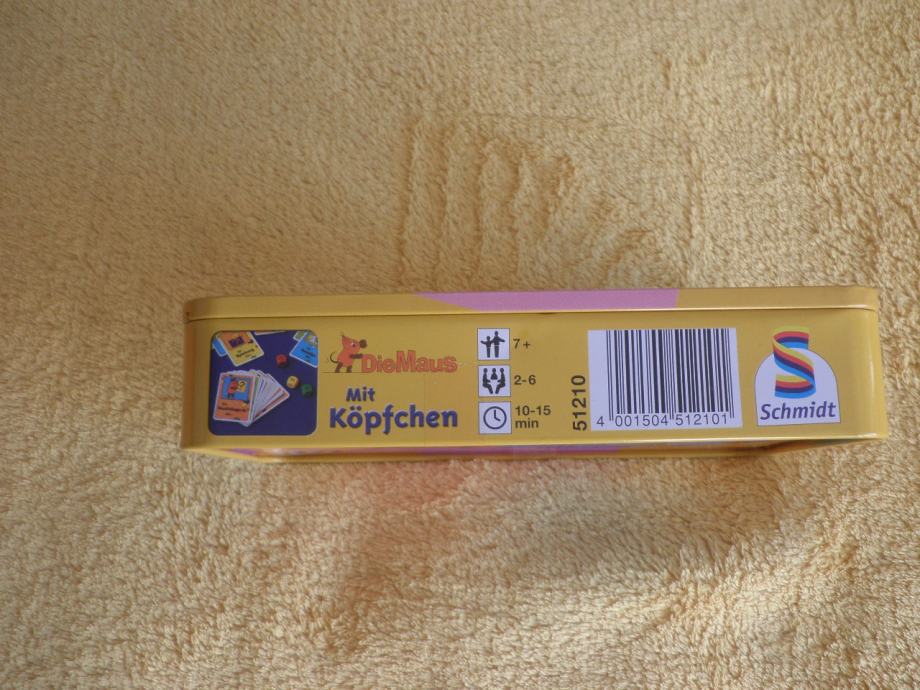 DieMaus
Mit
Köpfchen
7+
2-6
10-15
min
51210
4 001504 512101
Schmidt